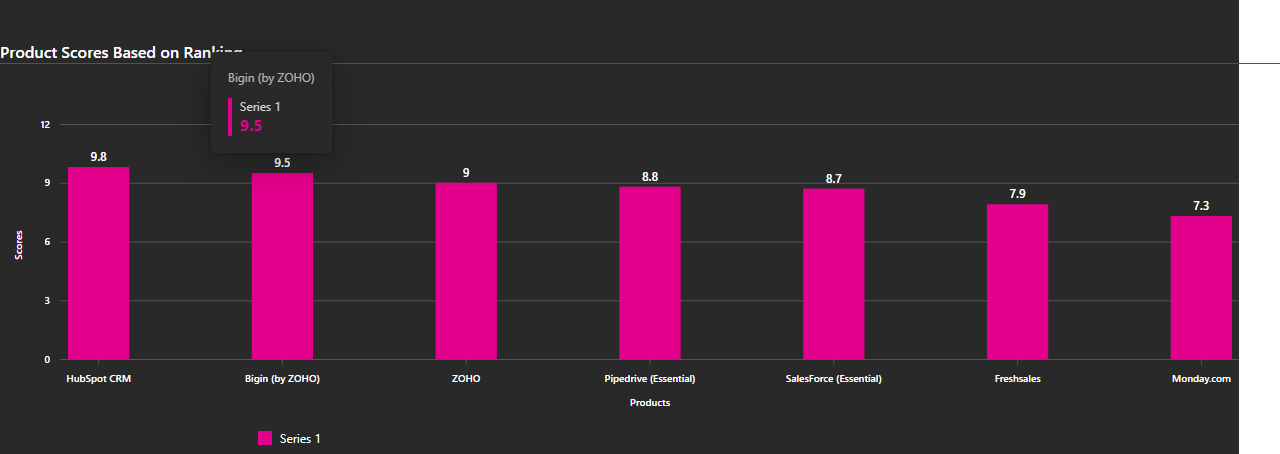 Product Scores Based on Ranking
Bigin (by ZOHO)
Series 1
9.5
12
9
6
3
0
Scores
9.8
9.5
9
8.8
8.7
7.9
7.3
HubSpot CRM
Bigin (by ZOHO)
ZOHO
Pipedrive (Essential)
SalesForce (Essential)
Freshsales
Monday.com
Products
Series 1